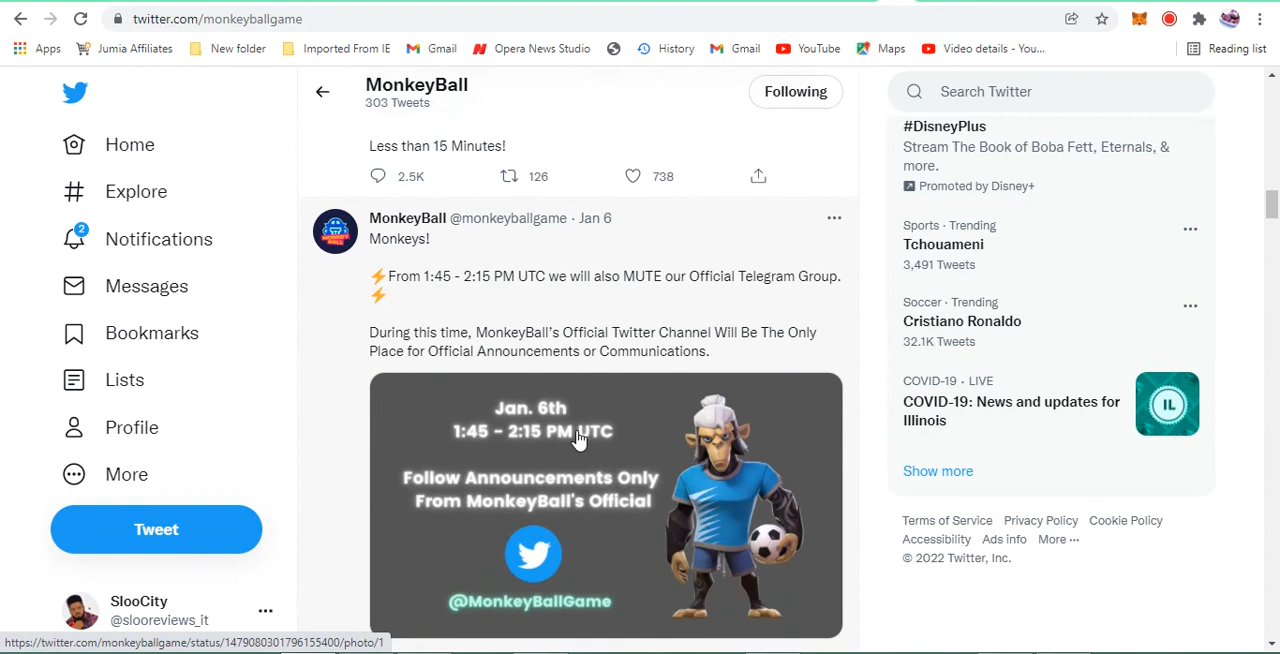 twitter.com/monkeyballgame
Apps
Jumia Affiliates
New folder
Imported From IE
Gmail
Opera News Studio
History
Gmail
YouTube
Maps
Video details - You...
Reading list
MonkeyBall
303 Tweets
Following
Search Twitter
Home
Explore
2
Notifications
Messages
Bookmarks
Lists
Profile
More
Tweet
SlooCity
@slooreviews_it
Less than 15 Minutes!
2.5K
126
738
MonkeyBall @monkeyballgame · Jan 6
Monkeys!
⚡From 1:45 - 2:15 PM UTC we will also MUTE our Official Telegram Group.
⚡
During this time, MonkeyBall’s Official Twitter Channel Will Be The Only
Place for Official Announcements or Communications.
MONKEY
BALL
Jan. 6th
1:45 - 2:15 PM UTC
Follow Announcements Only
From MonkeyBall's Official
@MonkeyBallGame
#DisneyPlus
Stream The Book of Boba Fett, Eternals, &
more.
Promoted by Disney+
Sports · Trending
Tchouameni
3,491 Tweets
Soccer · Trending
Cristiano Ronaldo
32.1K Tweets
COVID-19 · LIVE
COVID-19: News and updates for
Illinois
IL
Show more
Terms of Service Privacy Policy Cookie Policy
Accessibility Ads info More ···
© 2022 Twitter, Inc.
https://twitter.com/monkeyballgame/status/1479080301796155400/photo/1